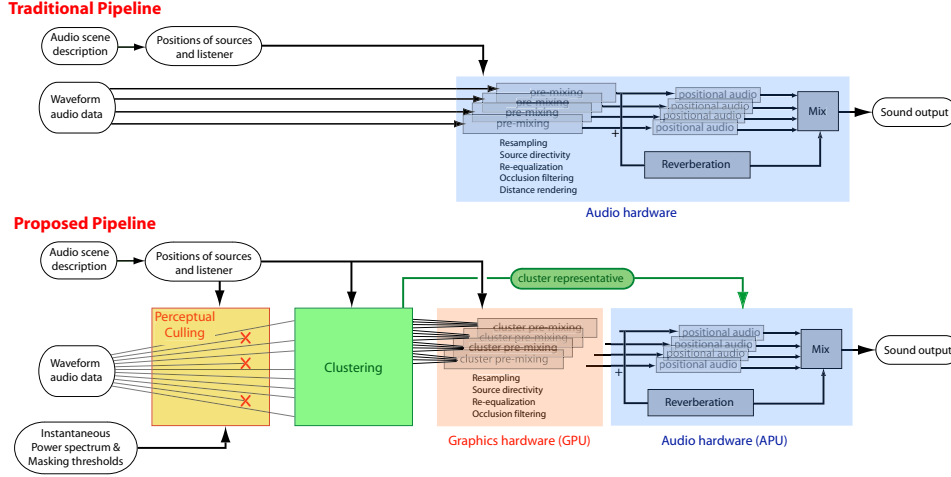 Traditional Pipeline
Audio scene
description
Positions of sources
and listener
Waveform
audio data
pre-mixing
pre-mixing
pre-mixing
pre-mixing
Resampling
Source directivity
Re-equalization
Occlusion filtering
Distance rendering
+
positional audio
positional audio
positional audio
positional audio
Reverberation
Mix
Sound output
Audio hardware
Proposed Pipeline
Audio scene
description
Positions of sources
and listener
cluster representative
Perceptual
Culling
Waveform
audio data
Instantaneous
Power spectrum &
Masking thresholds
Clustering
cluster pre-mixing
cluster pre-mixing
cluster pre-mixing
cluster pre-mixing
Resampling
Source directivity
Re-equalization
Occlusion filtering
Graphics hardware (GPU)
+
positional audio
positional audio
positional audio
positional audio
Reverberation
Mix
Sound output
Audio hardware (APU)